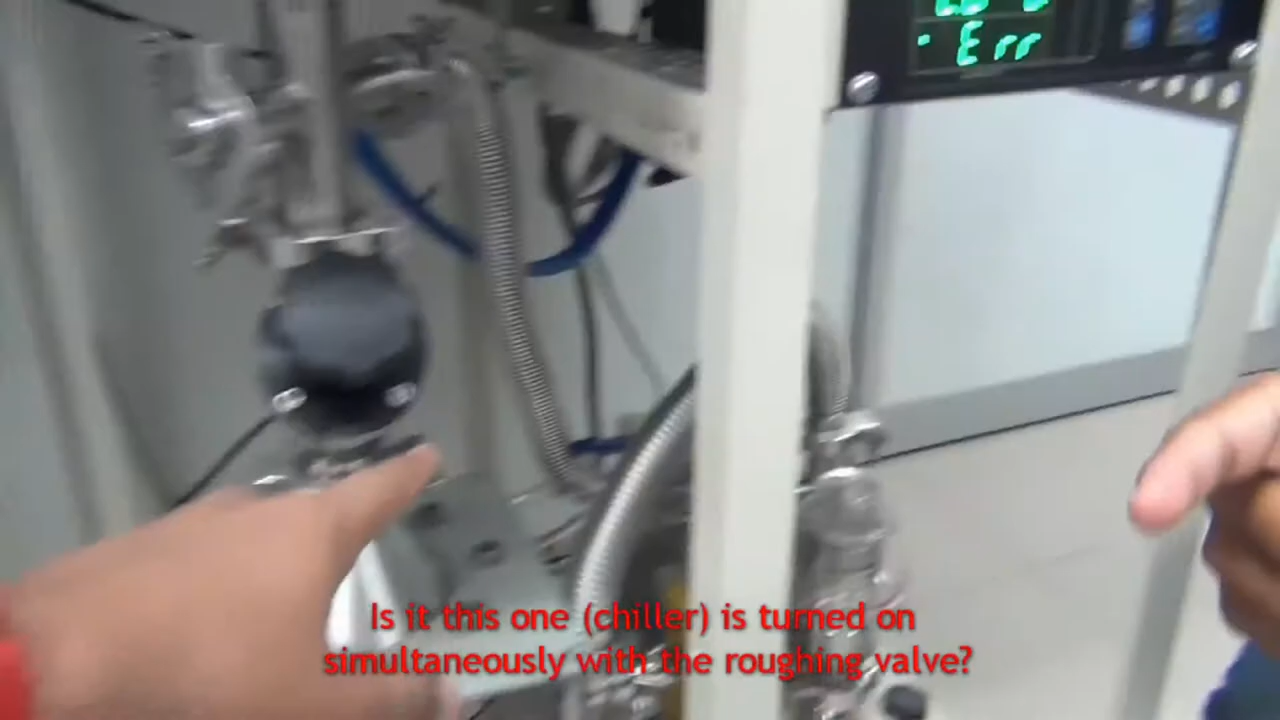 - Err
Is it this one (chiller) is turned on
simultaneously with the roughing valve?